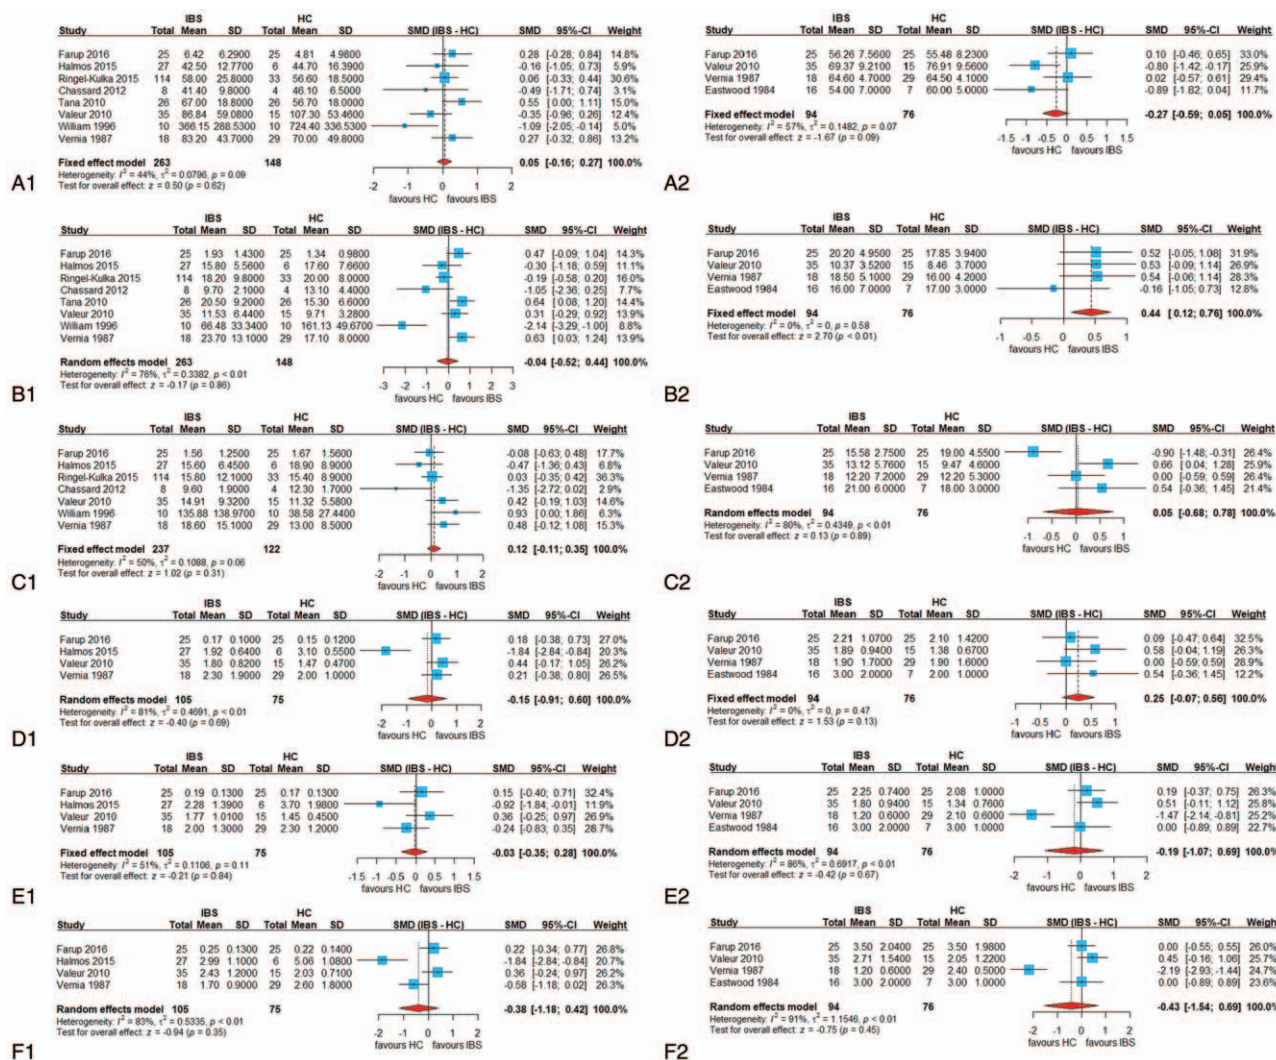 IBS HC
Study Total Mean SD Total Mean SD SMD (IBS - HC) SMD 95%-CI Weight
Farup 2016 25 6.42 6.2900 25 4.81 4.9800 0.28 [-0.28; 0.84] 14.8%
Halmos 2015 27 42.50 12.7700 6 44.70 16.3900 -0.16 [-1.05; 0.73] 5.9%
Ringel-Kulka 2015 114 58.00 25.8000 33 56.60 18.5000 0.06 [-0.33; 0.44] 30.6%
Chassard 2012 8 41.40 9.8000 4 46.10 6.5000 -0.49 [-1.71; 0.74] 3.1%
Tana 2010 26 67.00 18.8000 26 56.70 18.0000 0.55 [0.00; 1.11] 15.2%
Valeur 2010 35 86.84 59.0800 15 107.30 53.4600 -0.35 [-0.96; 0.26] 12.6%
William 1996 10 366.15 288.5300 10 724.40 336.5300 -1.09 [-2.05; -0.14] 5.0%
Vernia 1987 18 83.20 43.7000 29 70.00 49.8000 0.27 [-0.32; 0.86] 13.2%
Fixed effect model 263 148 0.05 [-0.16; 0.27] 100.0%
Heterogeneity: I² = 44%, τ² = 0.0796, p = 0.09
Test for overall effect: z = 0.50 (p = 0.62)
-2 -1 0 1 2
favours HC favours IBS
A1
IBS HC
Study Total Mean SD Total Mean SD SMD (IBS - HC) SMD 95%-CI Weight
Farup 2016 25 56.26 7.5600 25 55.48 8.2300 0.10 [-0.46; 0.65] 33.0%
Valeur 2010 35 69.37 9.2100 15 76.91 9.5600 -0.80 [-1.42; -0.17] 25.9%
Vernia 1987 18 64.60 4.7000 29 64.50 4.1000 0.02 [-0.57; 0.61] 29.4%
Eastwood 1984 16 54.00 7.0000 7 60.00 5.0000 -0.89 [-1.82; 0.04] 11.7%
Fixed effect model 94 76 -0.27 [-0.59; 0.05] 100.0%
Heterogeneity: I² = 57%, τ² = 0.1482, p = 0.07
Test for overall effect: z = -1.67 (p = 0.09)
-1.5 -1 -0.5 0 0.5 1 1.5
favours HC favours IBS
A2
IBS HC
Study Total Mean SD Total Mean SD SMD (IBS - HC) SMD 95%-CI Weight
Farup 2016 25 1.93 1.4300 25 1.34 0.9800 0.47 [-0.09; 1.04] 14.3%
Halmos 2015 27 15.80 5.5600 6 17.60 7.6600 -0.30 [-1.18; 0.59] 11.1%
Ringel-Kulka 2015 114 18.20 9.8000 33 20.00 8.0000 -0.19 [-0.58; 0.20] 16.0%
Chassard 2012 8 9.70 2.1000 4 13.10 4.4000 -1.05 [-2.36; 0.25] 7.7%
Tana 2010 26 20.50 9.2000 26 15.30 6.6000 0.64 [0.08; 1.20] 14.4%
Valeur 2010 35 11.53 6.4400 15 9.71 3.2800 0.31 [-0.29; 0.92] 13.9%
William 1996 10 66.48 33.3400 10 161.13 49.6700 -2.14 [-3.29; -1.00] 8.8%
Vernia 1987 18 23.70 13.1000 29 17.10 8.0000 0.63 [0.03; 1.24] 13.9%
Random effects model 263 148 -0.04 [-0.52; 0.44] 100.0%
Heterogeneity: I² = 76%, τ² = 0.3382, p < 0.01
Test for overall effect: z = -0.17 (p = 0.86)
-3 -2 -1 0 1 2 3
favours HC favours IBS
B1
IBS HC
Study Total Mean SD Total Mean SD SMD (IBS - HC) SMD 95%-CI Weight
Farup 2016 25 20.20 4.9500 25 17.85 3.9400 0.52 [-0.05; 1.08] 31.9%
Valeur 2010 35 10.37 3.5200 15 8.46 3.7000 0.53 [-0.09; 1.14] 26.9%
Vernia 1987 18 18.50 5.1000 29 16.00 4.2000 0.54 [-0.06; 1.14] 28.3%
Eastwood 1984 16 16.00 7.0000 7 17.00 3.0000 -0.16 [-1.05; 0.73] 12.8%
Fixed effect model 94 76 0.44 [0.12; 0.76] 100.0%
Heterogeneity: I² = 0%, τ² = 0, p = 0.58
Test for overall effect: z = 2.70 (p < 0.01)
-1 -0.5 0 0.5 1
favours HC favours IBS
B2
IBS HC
Study Total Mean SD Total Mean SD SMD (IBS - HC) SMD 95%-CI Weight
Farup 2016 25 1.56 1.2500 25 1.67 1.5600 -0.08 [-0.63; 0.48] 17.7%
Halmos 2015 27 15.60 6.4500 6 18.90 8.9000 -0.47 [-1.36; 0.43] 6.8%
Ringel-Kulka 2015 114 15.80 12.1000 33 15.40 8.9000 0.03 [-0.35; 0.42] 36.3%
Chassard 2012 8 9.60 1.9000 4 12.30 1.7000 -1.35 [-2.72; 0.02] 2.9%
Valeur 2010 35 14.91 9.3200 15 11.32 5.5800 0.42 [-0.19; 1.03] 14.6%
William 1996 10 135.88 138.9700 10 38.58 27.4400 0.93 [0.00; 1.86] 6.3%
Vernia 1987 18 18.60 15.1000 29 13.00 8.5000 0.48 [-0.12; 1.08] 15.3%
Fixed effect model 237 122 0.12 [-0.11; 0.35] 100.0%
Heterogeneity: I² = 50%, τ² = 0.1088, p = 0.06
Test for overall effect: z = 1.02 (p = 0.31)
-2 -1 0 1 2
favours HC favours IBS
C1
IBS HC
Study Total Mean SD Total Mean SD SMD (IBS - HC) SMD 95%-CI Weight
Farup 2016 25 15.58 2.7500 25 19.00 4.5500 -0.90 [-1.48; -0.31] 26.4%
Valeur 2010 35 13.12 5.7600 15 9.47 4.6000 0.66 [0.04; 1.28] 25.9%
Vernia 1987 18 12.20 7.2000 29 12.20 5.3000 0.00 [-0.59; 0.59] 26.3%
Eastwood 1984 16 21.00 6.0000 7 18.00 3.0000 0.54 [-0.36; 1.45] 21.4%
Random effects model 94 76 0.05 [-0.68; 0.78] 100.0%
Heterogeneity: I² = 80%, τ² = 0.4349, p < 0.01
Test for overall effect: z = 0.13 (p = 0.89)
-1 0 1
favours HC favours IBS
C2
IBS HC
Study Total Mean SD Total Mean SD SMD (IBS - HC) SMD 95%-CI Weight
Farup 2016 25 0.17 0.1000 25 0.15 0.1200 0.18 [-0.38; 0.73] 27.0%
Halmos 2015 27 1.92 0.6400 6 3.10 0.5500 -1.84 [-2.84; -0.84] 20.3%
Valeur 2010 35 1.80 0.8200 15 1.47 0.4700 0.44 [-0.17; 1.05] 26.2%
Vernia 1987 18 2.30 1.9000 29 2.00 1.0000 0.21 [-0.38; 0.80] 26.5%
Random effects model 105 75 -0.15 [-0.91; 0.60] 100.0%
Heterogeneity: I² = 81%, τ² = 0.4691, p < 0.01
Test for overall effect: z = -0.40 (p = 0.69)
-2 -1 0 1 2
favours HC favours IBS
D1
IBS HC
Study Total Mean SD Total Mean SD SMD (IBS - HC) SMD 95%-CI Weight
Farup 2016 25 2.21 1.0700 25 2.10 1.4200 0.09 [-0.47; 0.64] 32.5%
Valeur 2010 35 1.89 0.9400 15 1.38 0.6700 0.58 [-0.04; 1.19] 26.3%
Vernia 1987 18 1.90 1.7000 29 1.90 1.6000 0.00 [-0.59; 0.59] 28.9%
Eastwood 1984 16 3.00 2.0000 7 2.00 1.0000 0.54 [-0.36; 1.45] 12.2%
Fixed effect model 94 76 0.25 [-0.07; 0.56] 100.0%
Heterogeneity: I² = 0%, τ² = 0, p = 0.47
Test for overall effect: z = 1.53 (p = 0.13)
-1 -0.5 0 0.5 1
favours HC favours IBS
D2
IBS HC
Study Total Mean SD Total Mean SD SMD (IBS - HC) SMD 95%-CI Weight
Farup 2016 25 0.19 0.1300 25 0.17 0.1300 0.15 [-0.40; 0.71] 32.4%
Halmos 2015 27 2.28 1.3900 6 3.70 1.9800 -0.92 [-1.84; -0.01] 11.9%
Valeur 2010 35 1.77 1.0100 15 1.45 0.4500 0.36 [-0.25; 0.97] 26.9%
Vernia 1987 18 2.00 1.3000 29 2.30 1.2000 -0.24 [-0.83; 0.35] 28.7%
Fixed effect model 105 75 -0.03 [-0.35; 0.28] 100.0%
Heterogeneity: I² = 51%, τ² = 0.1106, p = 0.11
Test for overall effect: z = -0.21 (p = 0.84)
-1.5 -1 -0.5 0 0.5 1 1.5
favours HC favours IBS
E1
IBS HC
Study Total Mean SD Total Mean SD SMD (IBS - HC) SMD 95%-CI Weight
Farup 2016 25 2.25 0.7400 25 2.08 1.0000 0.19 [-0.37; 0.75] 26.3%
Valeur 2010 35 1.80 0.9400 15 1.34 0.7600 0.51 [-0.11; 1.12] 25.8%
Vernia 1987 18 1.20 0.6000 29 2.10 0.6000 -1.47 [-2.14; -0.81] 25.2%
Eastwood 1984 16 3.00 2.0000 7 3.00 1.0000 0.00 [-0.89; 0.89] 22.6%
Random effects model 94 76 -0.19 [-1.07; 0.69] 100.0%
Heterogeneity: I² = 86%, τ² = 0.6917, p < 0.01
Test for overall effect: z = -0.42 (p = 0.67)
-2 -1 0 1 2
favours HC favours IBS
E2
IBS HC
Study Total Mean SD Total Mean SD SMD (IBS - HC) SMD 95%-CI Weight
Farup 2016 25 0.25 0.1300 25 0.22 0.1400 0.22 [-0.34; 0.77] 26.8%
Halmos 2015 27 2.99 1.1000 6 5.06 1.0800 -1.84 [-2.84; -0.84] 20.7%
Valeur 2010 35 2.43 1.2000 15 2.03 0.7100 0.36 [-0.24; 0.97] 26.2%
Vernia 1987 18 1.70 0.9000 29 2.60 1.8000 -0.58 [-1.18; 0.02] 26.3%
Random effects model 105 75 -0.38 [-1.18; 0.42] 100.0%
Heterogeneity: I² = 83%, τ² = 0.5335, p < 0.01
Test for overall effect: z = -0.94 (p = 0.35)
-2 -1 0 1 2
favours HC favours IBS
F1
IBS HC
Study Total Mean SD Total Mean SD SMD (IBS - HC) SMD 95%-CI Weight
Farup 2016 25 3.50 2.0400 25 3.50 1.9800 0.00 [-0.55; 0.55] 26.0%
Valeur 2010 35 2.71 1.5400 15 2.05 1.2200 0.45 [-0.16; 1.06] 25.7%
Vernia 1987 18 1.20 0.6000 29 2.40 0.5000 -2.19 [-2.93; -1.44] 24.7%
Eastwood 1984 16 3.00 4.0000 7 3.00 1.0000 0.00 [-0.89; 0.89] 23.6%
Random effects model 94 76 -0.43 [-1.54; 0.69] 100.0%
Heterogeneity: I² = 91%, τ² = 1.1546, p < 0.01
Test for overall effect: z = -0.75 (p = 0.45)
-2 -1 0 1 2
favours HC favours IBS
F2